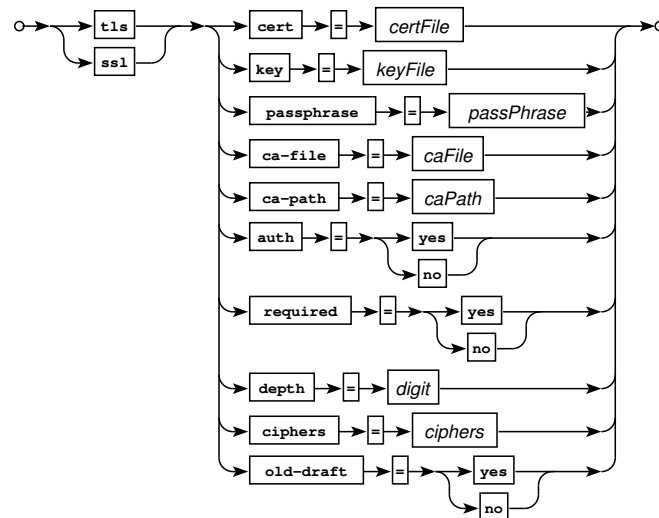 tls cert = certFile
ssl
key = keyFile
passphrase = passPhrase
ca-file = caFile
ca-path = caPath
auth = yes
no
required = yes
no
depth = digit
ciphers = ciphers
old-draft = yes
no